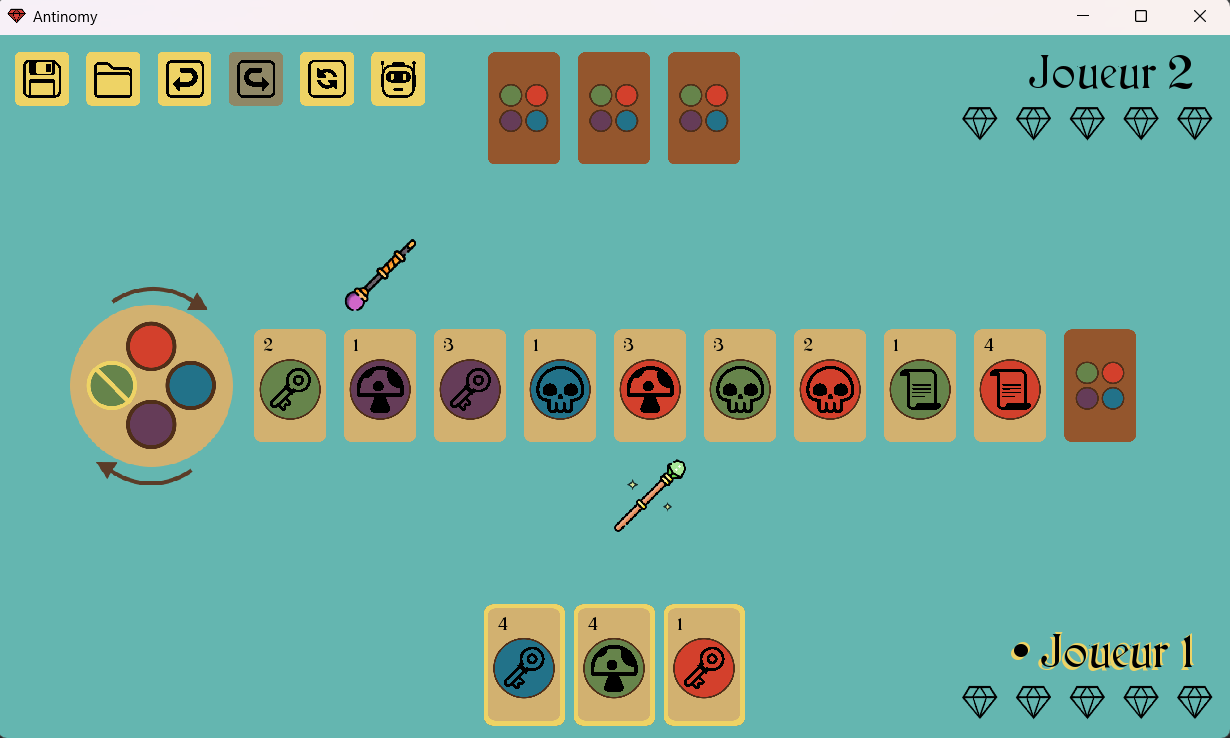 Antinomy
Joueur 2
2 1 3 1 3 3 2 1 4
4 4 1
• Joueur 1